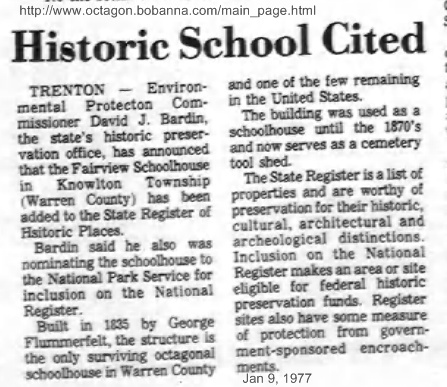 http://www.octagon.bobanna.com/main_page.html
Historic School Cited
TRENTON — Environ-
mental Protecton Com-
missioner David J. Bardin,
the state's historic preser-
vation office, has announced
that the Fairview Schoolhouse
in Knowlton Township
(Warren County) has been
added to the State Register of
Hsitoric Places.
Bardin said he also was
nominating the schoolhouse to
the National Park Service for
inclusion on the National
Register.
Built in 1835 by George
Flummerfelt, the structure is
the only surviving octagonal
schoolhouse in Warren County
and one of the few remaining
in the United States.
The building was used as a
schoolhouse until the 1870's
and now serves as a cemetery
tool shed.
The State Register is a list of
properties and are worthy of
preservation for their historic,
cultural, architectural and
archeological distinctions.
Inclusion on the National
Register makes an area or site
eligible for federal historic
preservation funds. Register
sites also have some measure
of protection from govern-
ment-sponsored encroach-
ments.
Jan 9, 1977